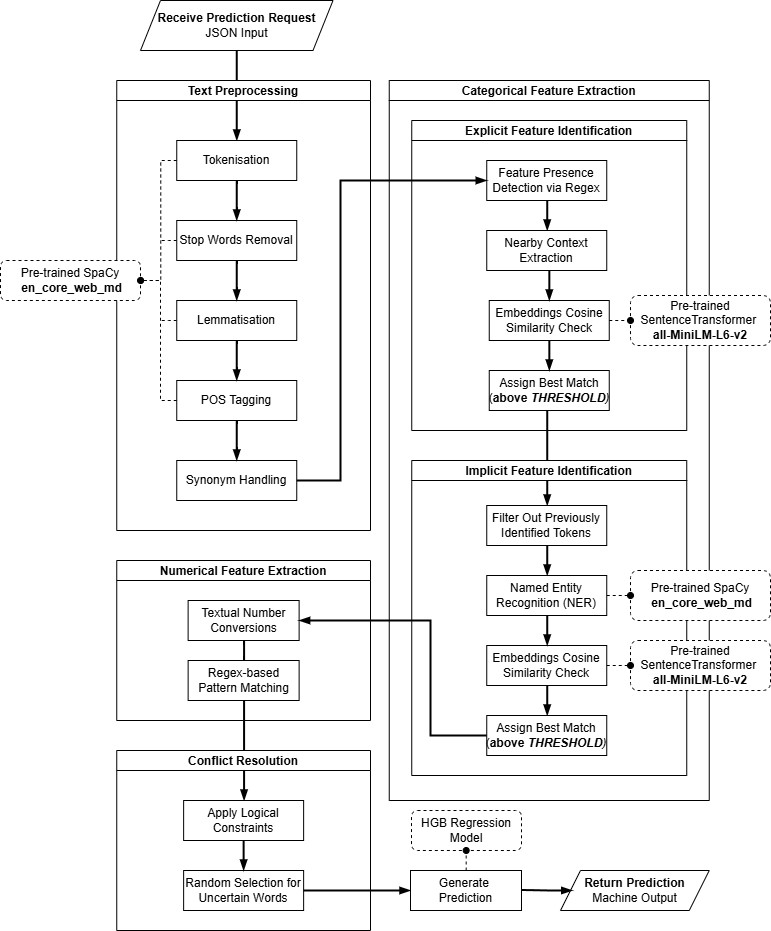 Receive Prediction Request
JSON Input
Text Preprocessing
Tokenisation
Stop Words Removal
Pre-trained SpaCy
en_core_web_md
Lemmatisation
POS Tagging
Synonym Handling
Categorical Feature Extraction
Explicit Feature Identification
Feature Presence
Detection via Regex
Nearby Context
Extraction
Embeddings Cosine
Similarity Check
Pre-trained
SentenceTransformer
all-MiniLM-L6-v2
Assign Best Match
(above THRESHOLD)
Implicit Feature Identification
Filter Out Previously
Identified Tokens
Named Entity
Recognition (NER)
Pre-trained SpaCy
en_core_web_md
Embeddings Cosine
Similarity Check
Pre-trained
SentenceTransformer
all-MiniLM-L6-v2
Assign Best Match
(above THRESHOLD)
Numerical Feature Extraction
Textual Number
Conversions
Regex-based
Pattern Matching
Conflict Resolution
Apply Logical
Constraints
Random Selection for
Uncertain Words
HGB Regression
Model
Generate
Prediction
Return Prediction
Machine Output